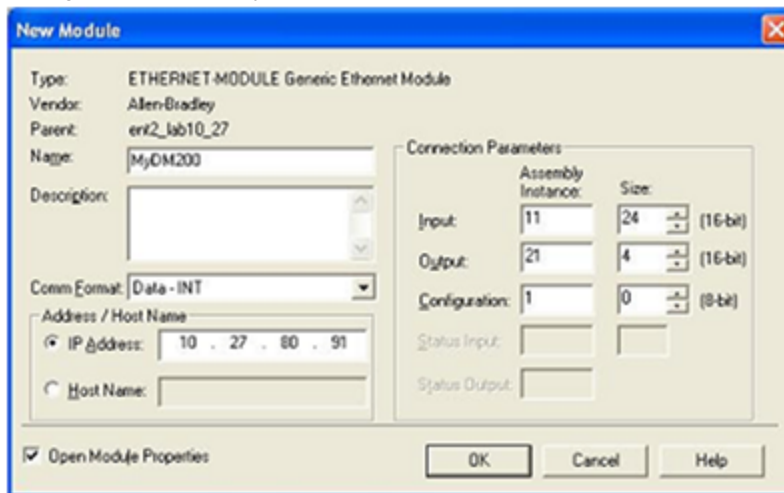 New Module
Type: ETHERNET-MODULE Generic Ethernet Module
Vendor: Allen-Bradley
Parent: ent2_lab10_27
Name: MyDM200
Description:
Comm Format: Data - INT
Address / Host Name
IP Address: 10 . 27 . 80 . 91
Host Name:
Connection Parameters
Assembly Instance: Size:
Input: 11 24 (16-bit)
Output: 21 4 (16-bit)
Configuration: 1 0 (8-bit)
Status Input:
Status Output:
Open Module Properties
OK Cancel Help